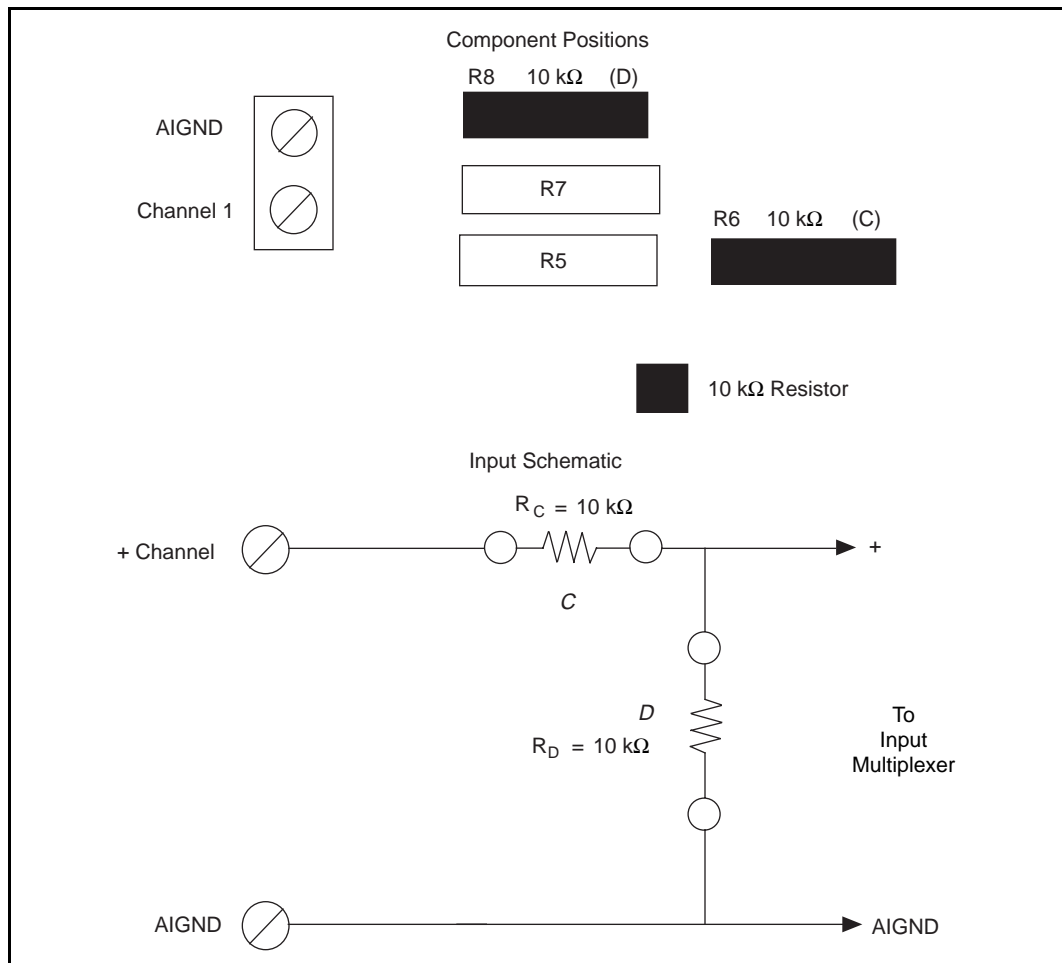 Component Positions
R8 10 kΩ (D)
AIGND
R7
Channel 1
R6 10 kΩ (C)
R5
10 kΩ Resistor
Input Schematic
R C = 10 kΩ
+ Channel
+
C
D
R D = 10 kΩ
To
Input
Multiplexer
AIGND
AIGND